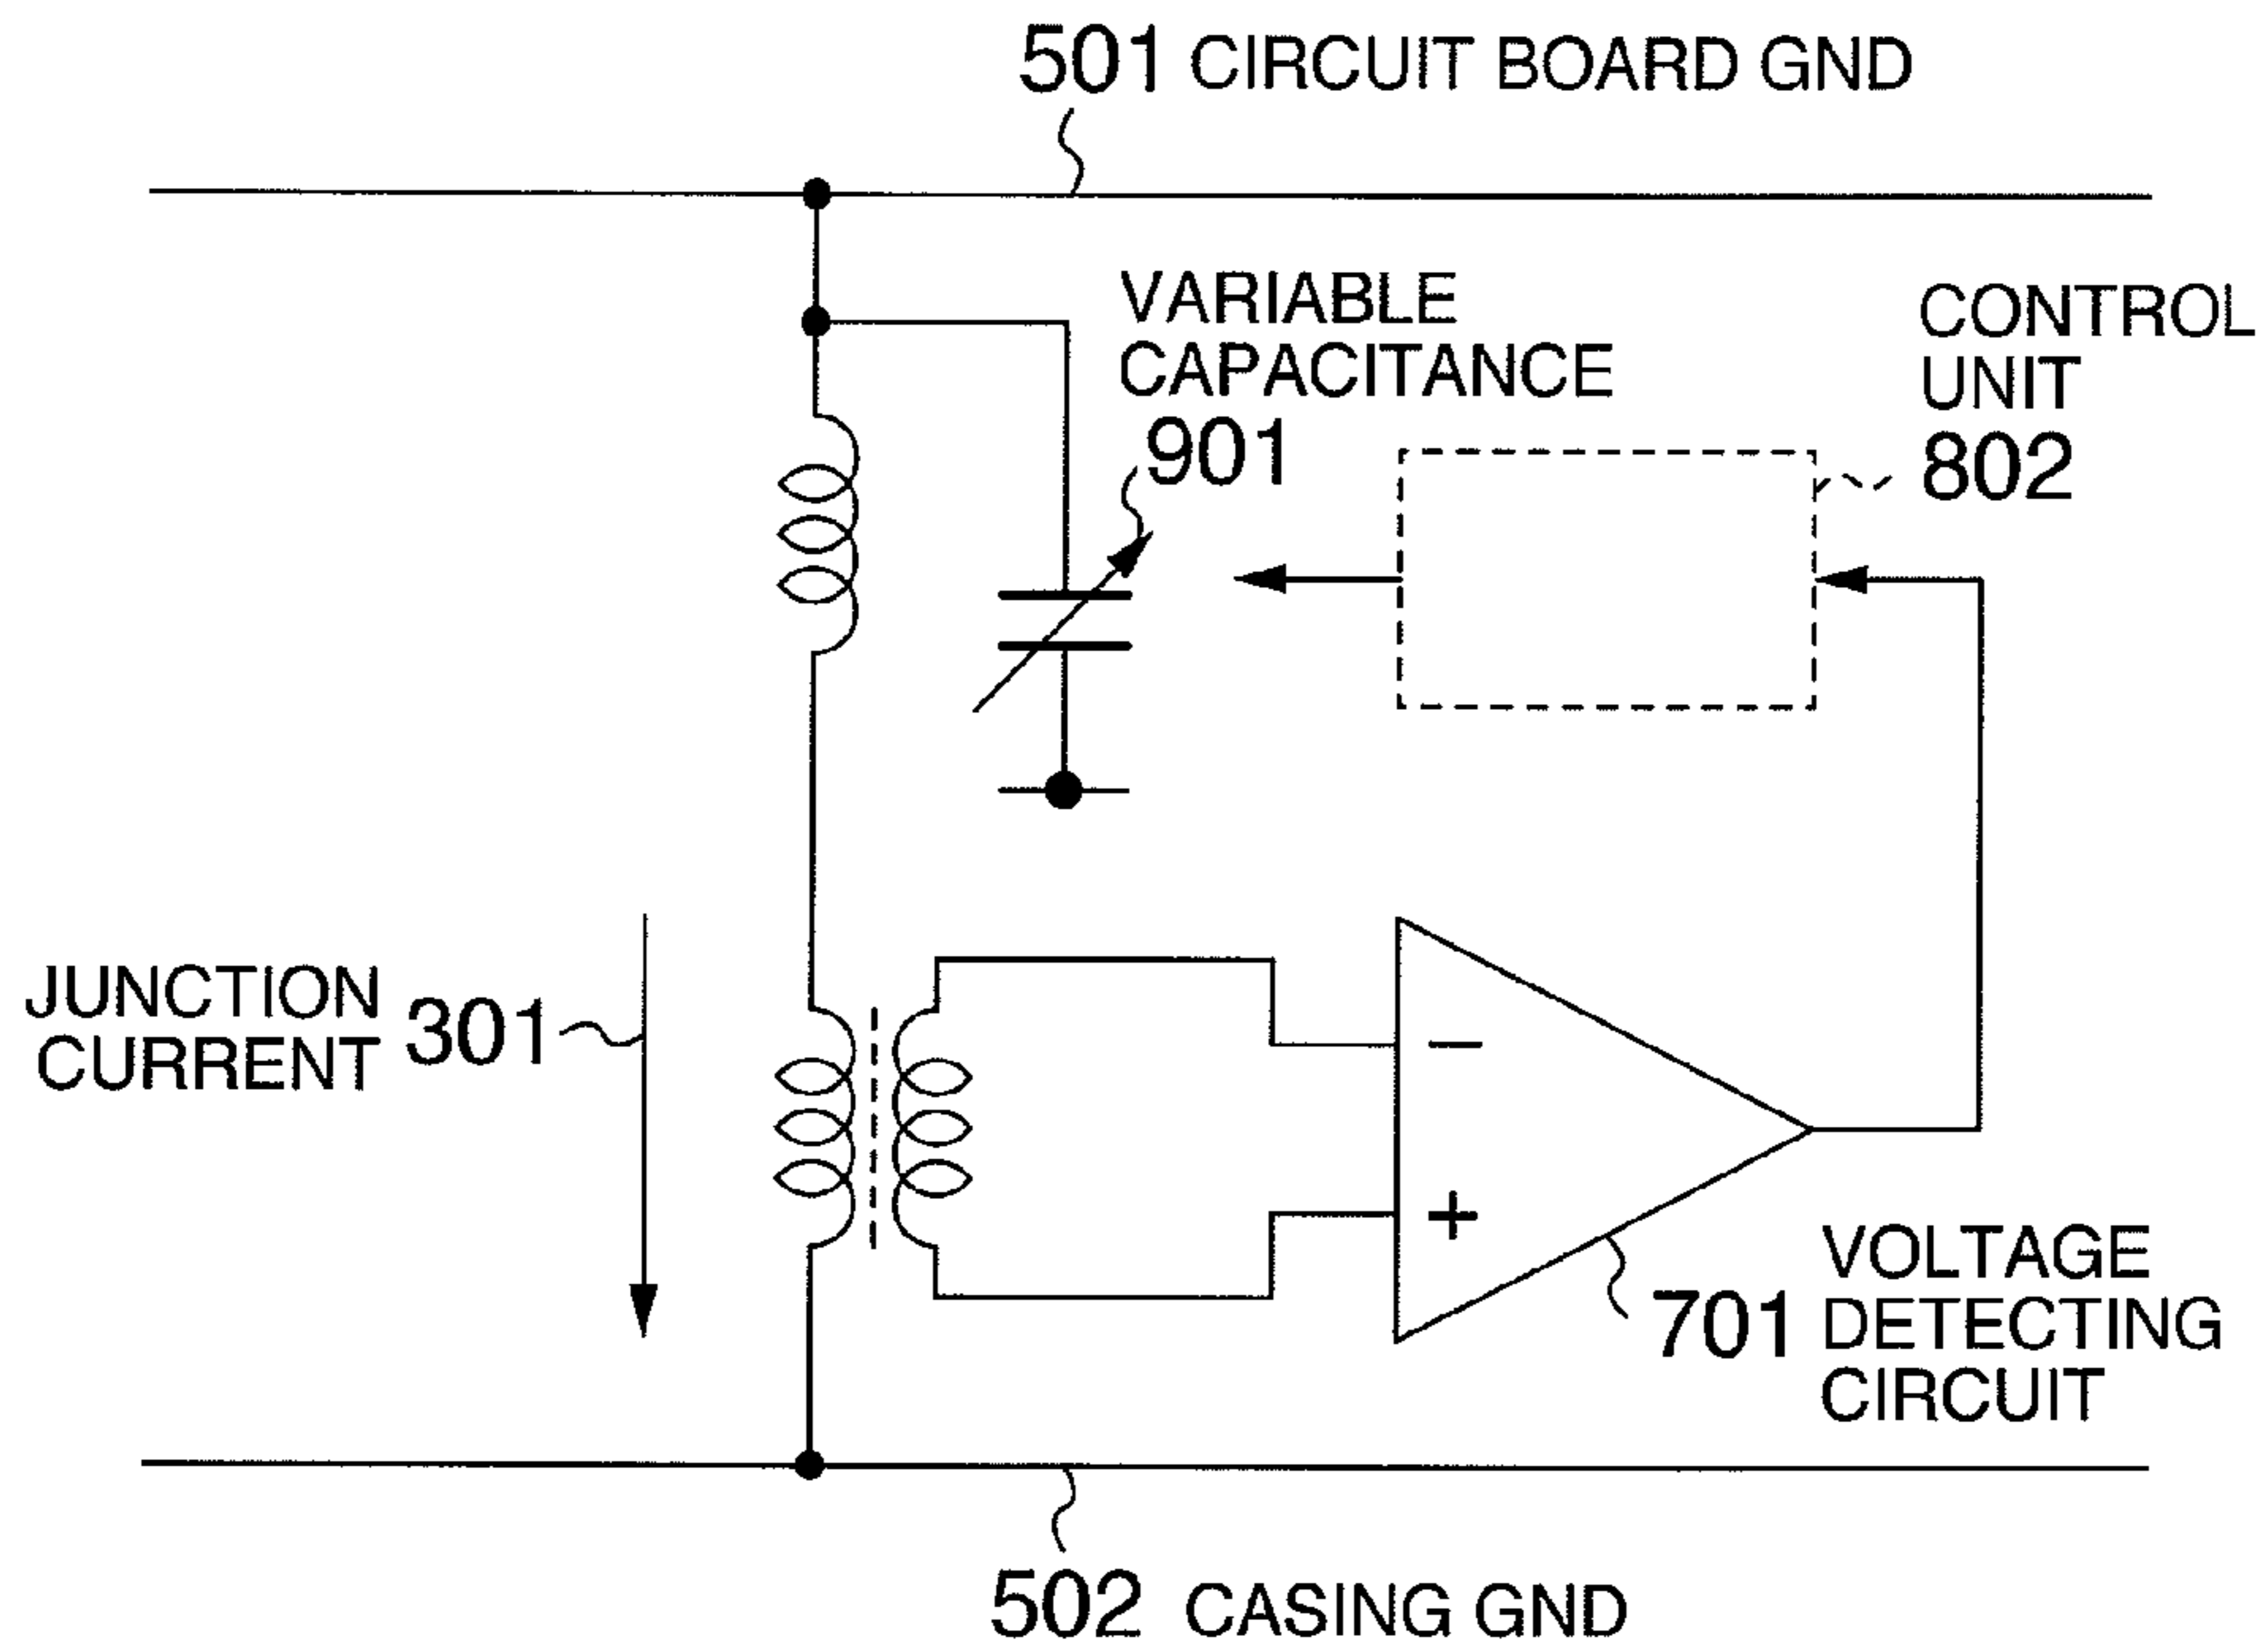 501 CIRCUIT BOARD GND
VARIABLE
CAPACITANCE
901
CONTROL
UNIT
802
JUNCTION
CURRENT 301
−
+
701 VOLTAGE
DETECTING
CIRCUIT
502 CASING GND